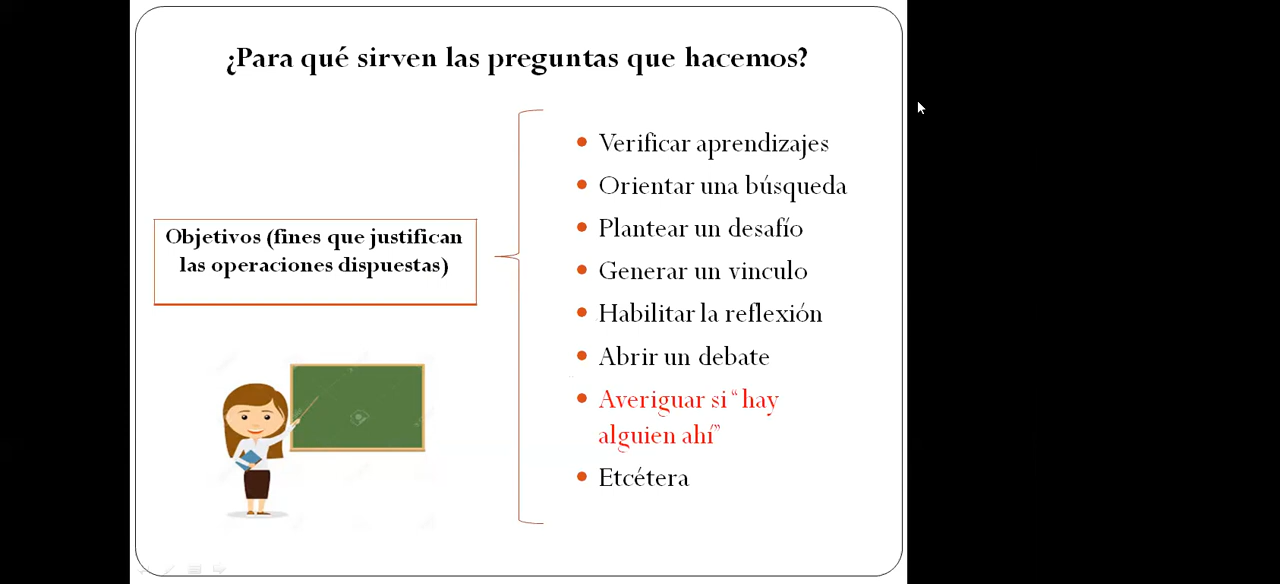 ¿Para qué sirven las preguntas que hacemos?
Objetivos (fines que justifican
las operaciones dispuestas)
Verificar aprendizajes
Orientar una búsqueda
Plantear un desafío
Generar un vinculo
Habilitar la reflexión
Abrir un debate
Averiguar si “hay
alguien ahí”
Etcétera